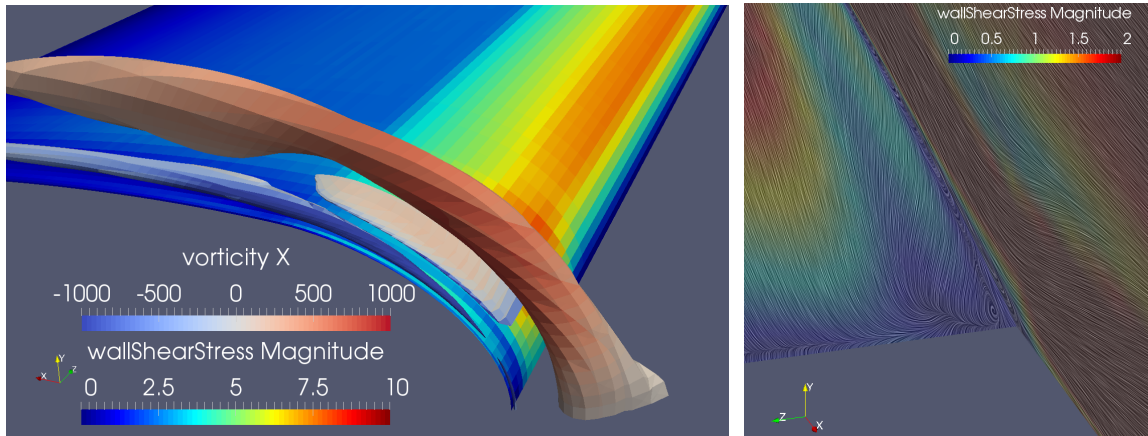 vorticity X
-1000 -500 0 500 1000
wallShearStress Magnitude
0 2.5 5 7.5 10
X Y Z
wallShearStress Magnitude
0 0.5 1 1.5 2
Y
Z X